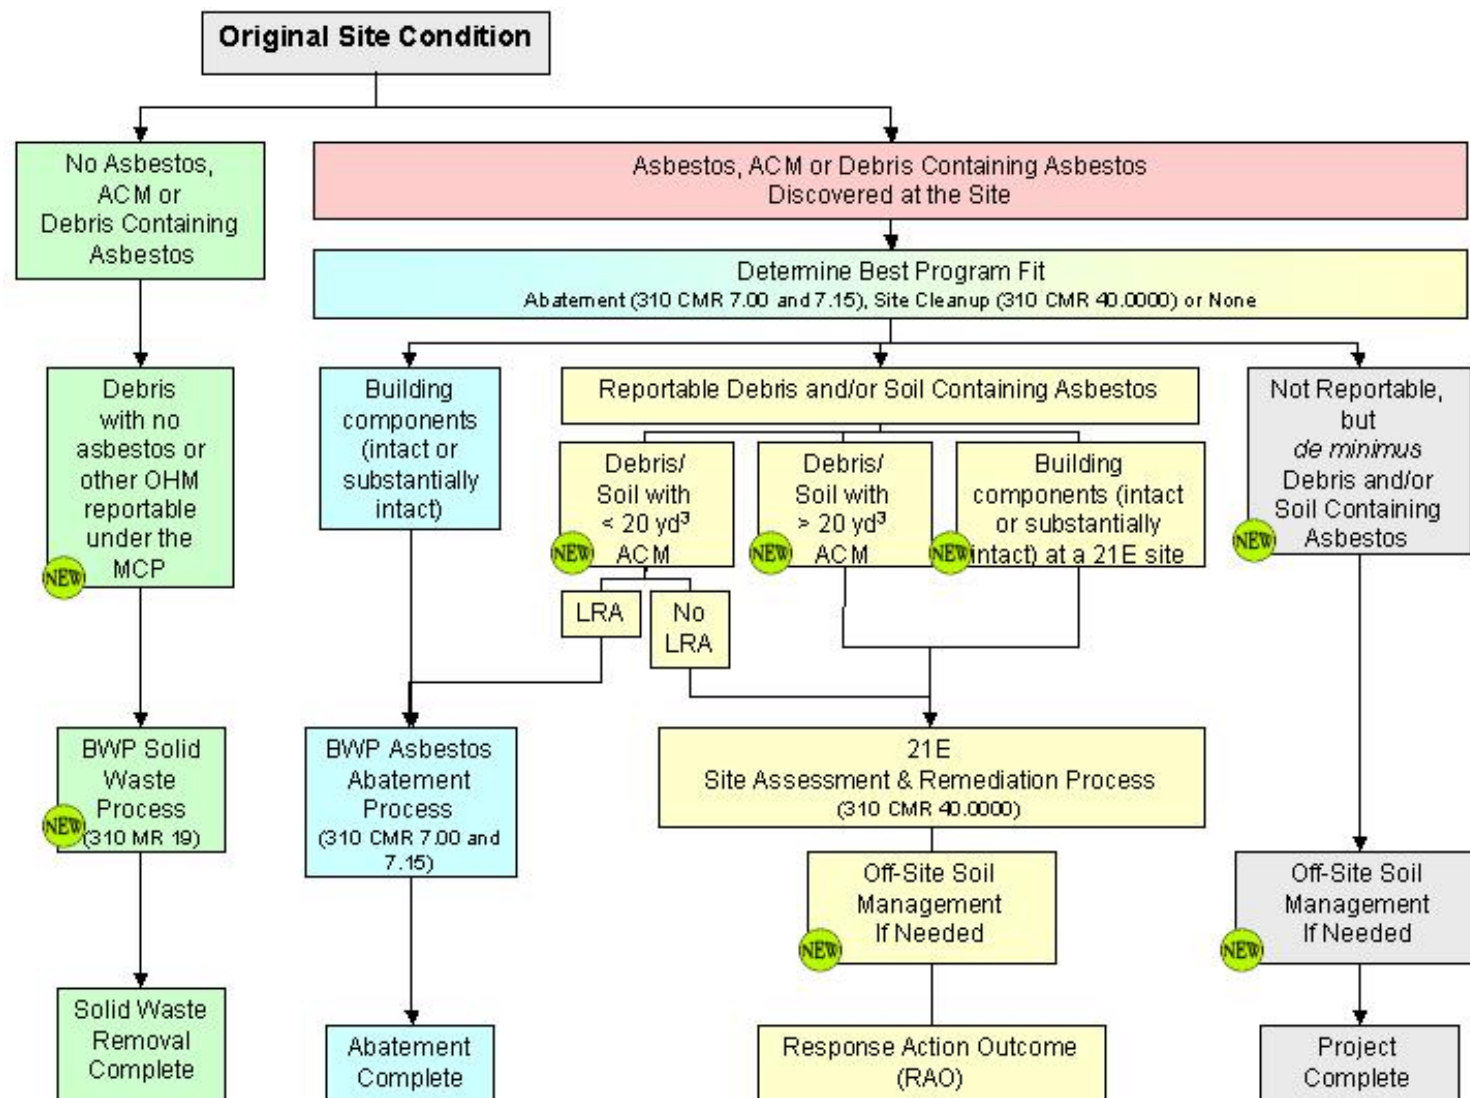 Original Site Condition
No Asbestos,
ACM or
Debris Containing
Asbestos
Asbestos, ACM or Debris Containing Asbestos
Discovered at the Site
Determine Best Program Fit
Abatement (310 CMR 7.00 and 7.15), Site Cleanup (310 CMR 40.0000) or None
Debris
with no
asbestos or
other OHM
reportable
under the
MCP
NEW
Building
components
(intact or
substantially
intact)
Reportable Debris and/or Soil Containing Asbestos
Debris/
Soil with
< 20 yd³
ACM
NEW
Debris/
Soil with
> 20 yd³
ACM
NEW
Building
components (intact
or substantially
intact) at a 21E site
NEW
Not Reportable,
but
de minimus
Debris and/or
Soil Containing
Asbestos
NEW
LRA
No
LRA
BWP Solid
Waste
Process
(310 MR 19)
NEW
BWP Asbestos
Abatement
Process
(310 CMR 7.00 and
7.15)
21E
Site Assessment & Remediation Process
(310 CMR 40.0000)
Off-Site Soil
Management
If Needed
NEW
Off-Site Soil
Management
If Needed
NEW
Solid Waste
Removal
Complete
Abatement
Complete
Response Action Outcome
(RAO)
Project
Complete